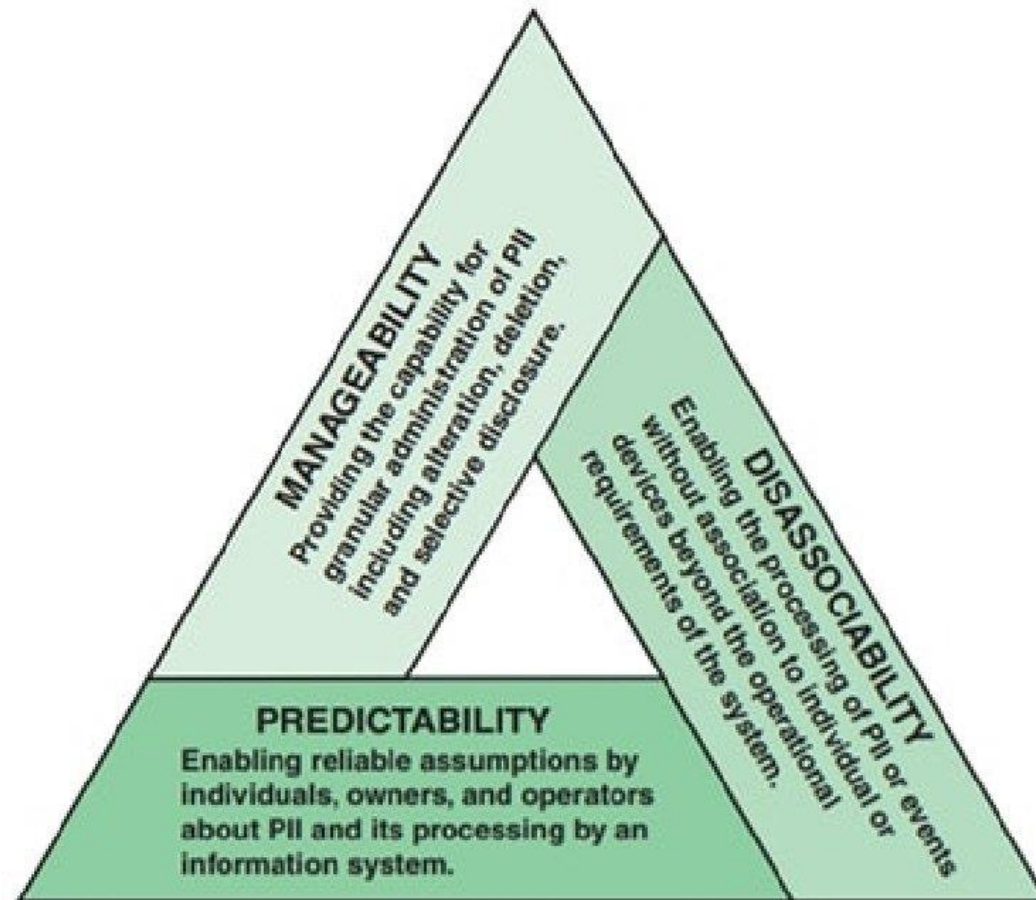 MANAGEABILITY
Providing the capability for
granular administration of PII
including alteration, deletion,
and selective disclosure.
DISASSOCIABILITY
Enabling the processing of PII or events
without association to individual or
devices beyond the operational
requirements of the system.
PREDICTABILITY
Enabling reliable assumptions by
individuals, owners, and operators
about PII and its processing by an
information system.